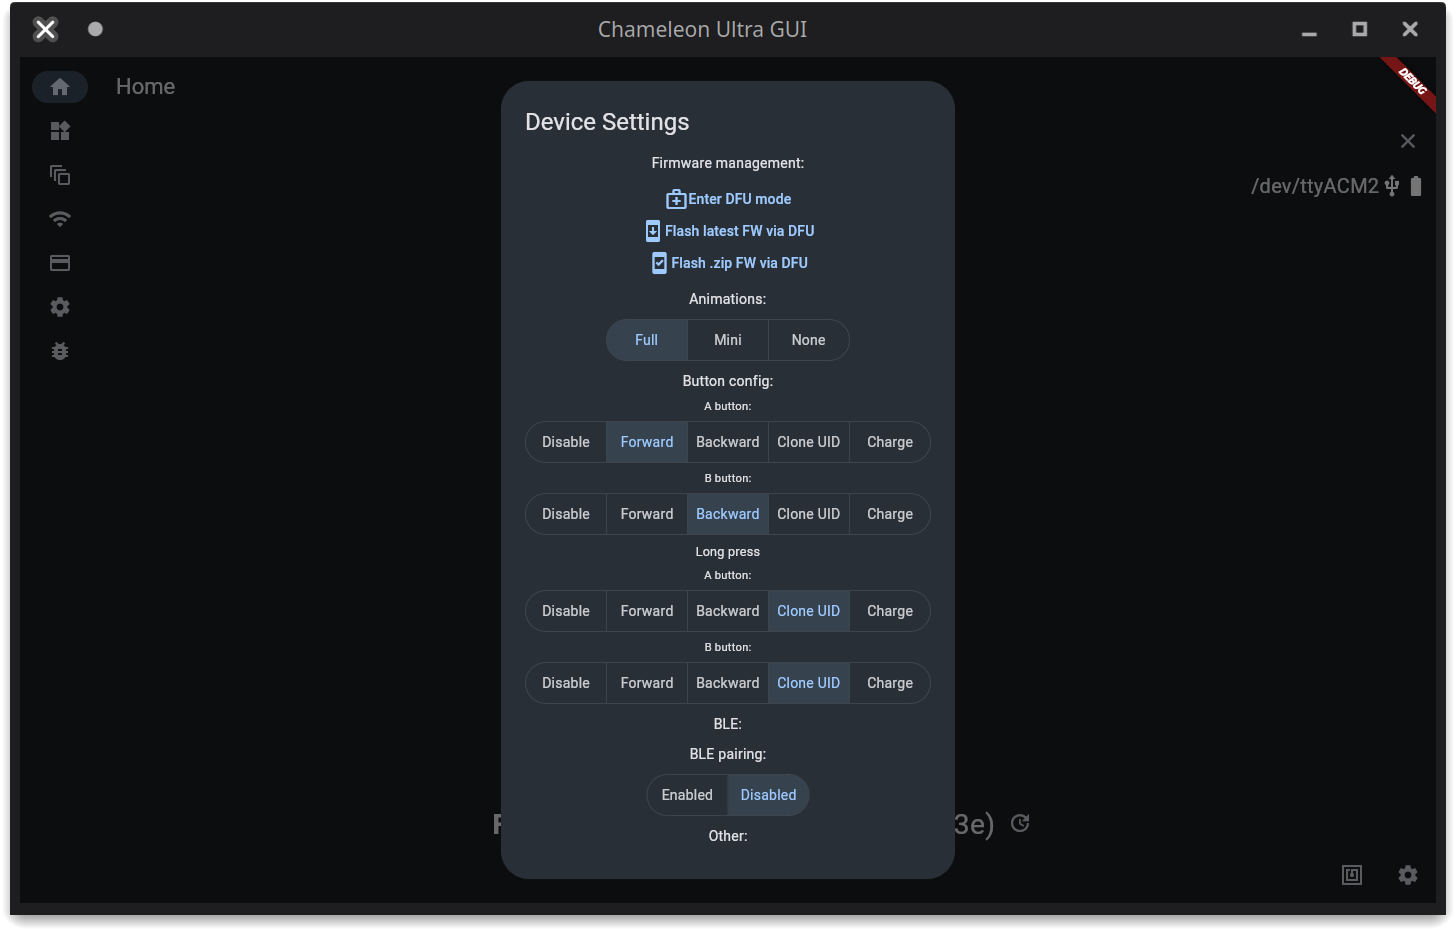 Chameleon Ultra GUI
Home
DEBUG
/dev/ttyACM2
Device Settings
Firmware management:
Enter DFU mode
Flash latest FW via DFU
Flash .zip FW via DFU
Animations:
Full Mini None
Button config:
A button:
Disable Forward Backward Clone UID Charge
B button:
Disable Forward Backward Clone UID Charge
Long press
A button:
Disable Forward Backward Clone UID Charge
B button:
Disable Forward Backward Clone UID Charge
BLE:
BLE pairing:
Enabled Disabled
3e)
Other: